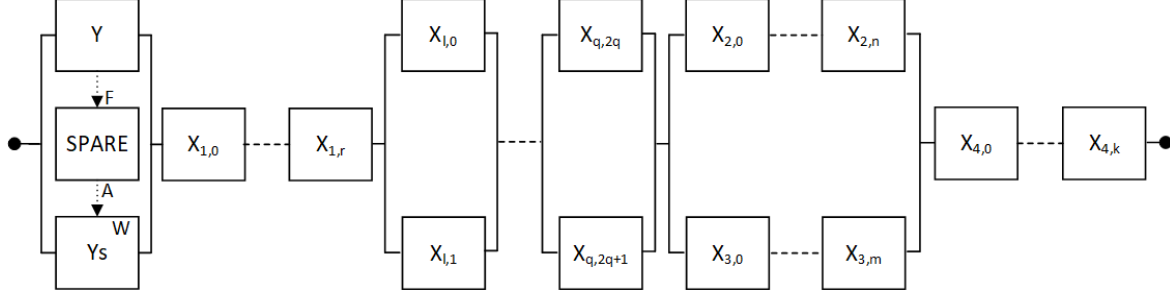 Y
F
SPARE
A
W
Ys
X1,0
X1,r
Xl,0
Xl,1
Xq,2q
Xq,2q+1
X2,0
X2,n
X3,0
X3,m
X4,0
X4,k